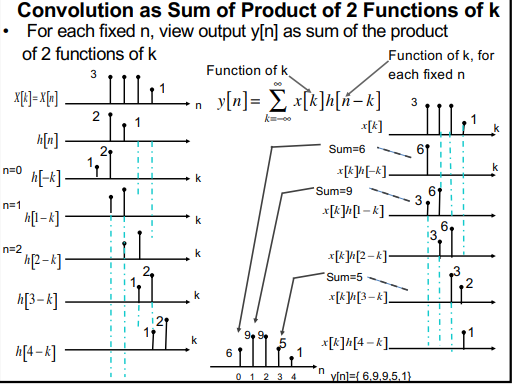 Convolution as Sum of Product of 2 Functions of k
• For each fixed n, view output y[n] as sum of the product
of 2 functions of k
Function of k
Function of k, for
each fixed n
y[n]= ∑ x[k]h[n−k]
∞
k=−∞
3
1
X[k]=X[n]
n
2
1
h[n]
2
1
n=0 h[-k]
k
n=1
h[1-k]
k
n=2
h[2-k]
k
2
1
h[3-k]
k
2
1
h[4-k]
k
3
1
x[k]
k
Sum=6
6
x[k]h[-k]
k
Sum=9
3 6
x[k]h[1-k]
3 6
x[k]h[2-k]
Sum=5
3
2
x[k]h[3-k]
1
x[k]h[4-k]
6 9 9 5 1
0 1 2 3 4
n
y[n]={ 6,9,9,5,1}